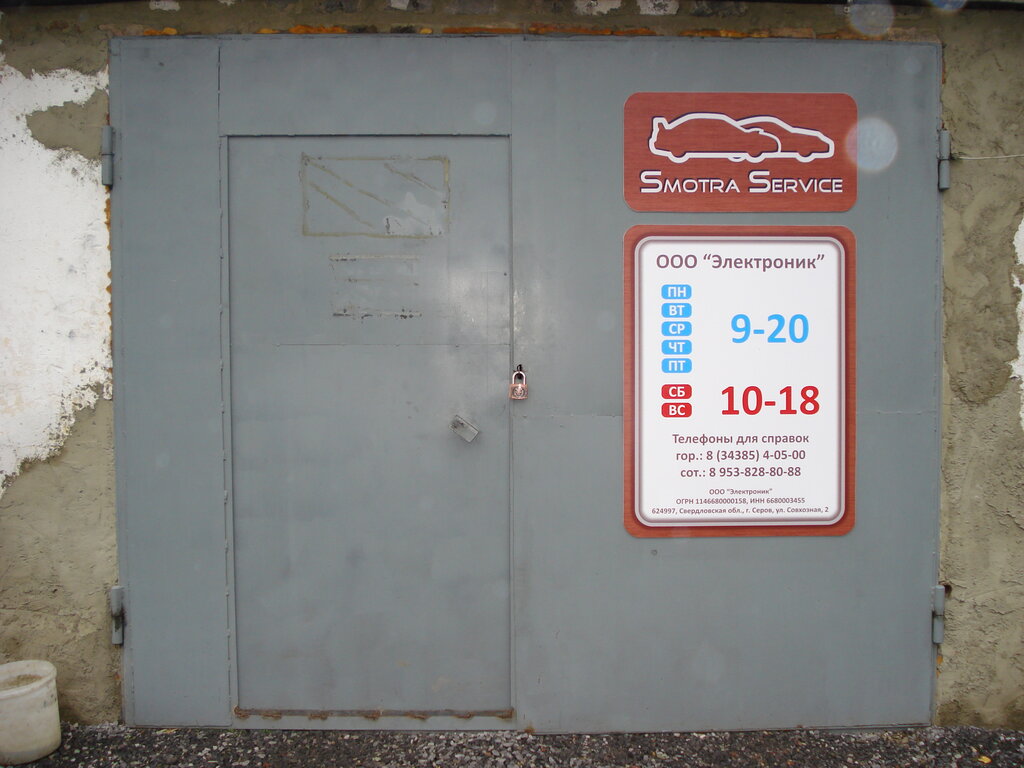 SMOTRA SERVICE
ООО "Электроник"
ПН
ВТ
СР
ЧТ
ПТ
9-20
СБ
ВС
10-18
Телефоны для справок
гор.: 8 (34385) 4-05-00
сот.: 8 953-828-80-88
ООО "Электроник"
ОГРН 1146680000158, ИНН 6680003455
624997, Свердловская обл., г. Серов, ул. Совхозная, 2